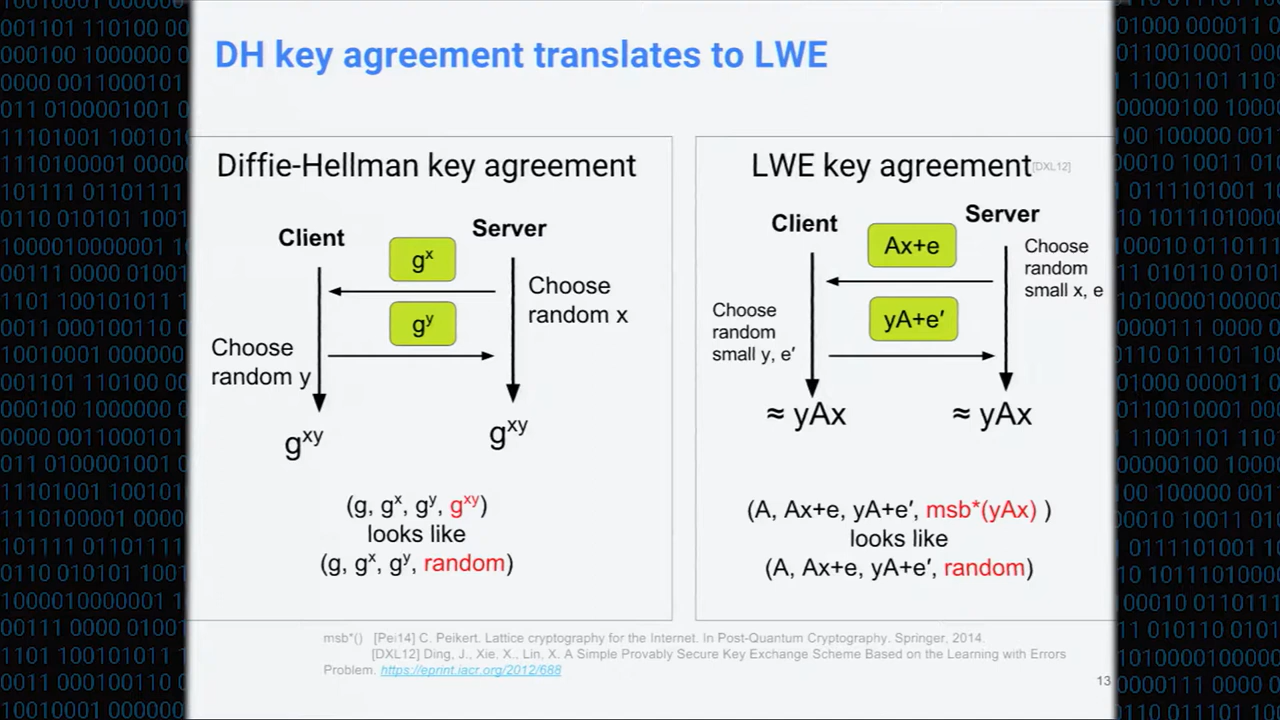 DH key agreement translates to LWE
Diffie-Hellman key agreement
Client
Server
gˣ
Choose
random x
gʸ
Choose
random y
gˣʸ
gˣʸ
(g, gˣ, gʸ, gˣʸ)
looks like
(g, gˣ, gʸ, random)
LWE key agreement[DXL12]
Client
Server
Ax+e
Choose
random
small x, e
yA+e′
Choose
random
small y, e′
≈ yAx
≈ yAx
(A, Ax+e, yA+e′, msb*(yAx) )
looks like
(A, Ax+e, yA+e′, random)
msb*() [Pei14] C. Peikert. Lattice cryptography for the Internet. In Post-Quantum Cryptography. Springer, 2014.
[DXL12] Ding, J., Xie, X., Lin, X. A Simple Provably Secure Key Exchange Scheme Based on the Learning with Errors
Problem. https://eprint.iacr.org/2012/688
13